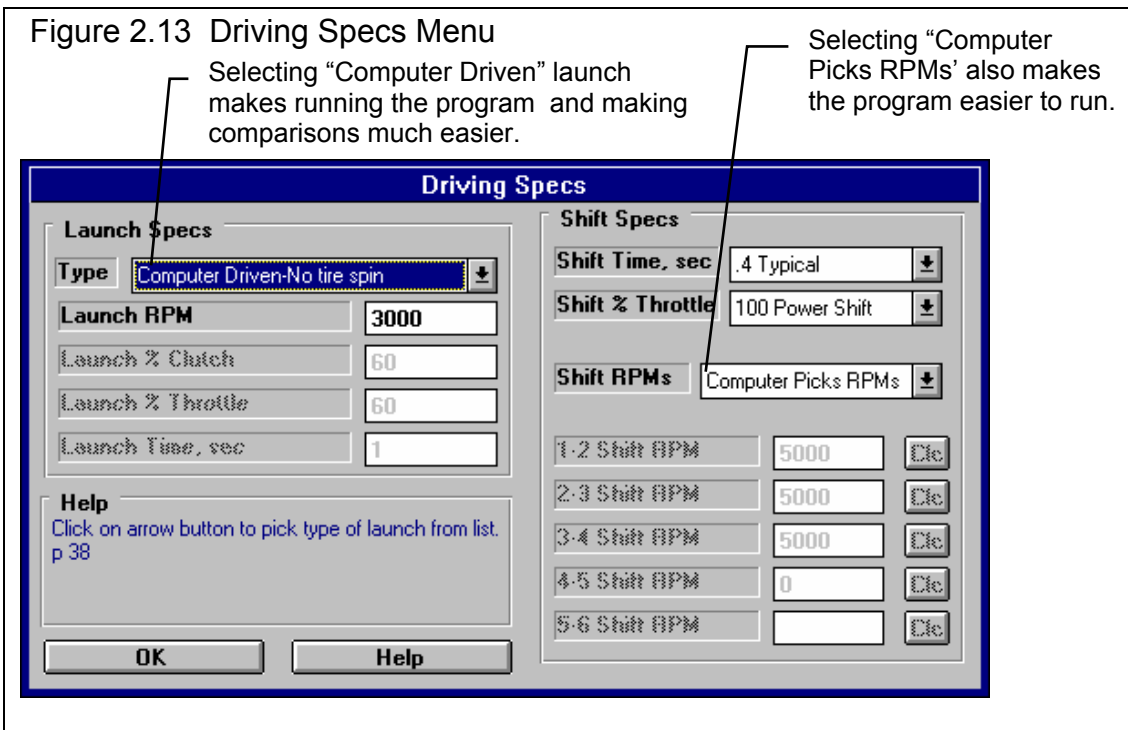 Figure 2.13  Driving Specs Menu
Selecting “Computer Driven” launch
makes running the program  and making
comparisons much easier.
Selecting “Computer
Picks RPMs’ also makes
the program easier to run.
Driving Specs
Launch Specs
Type Computer Driven-No tire spin
Launch RPM 3000
Launch % Clutch 60
Launch % Throttle 60
Launch Time, sec 1
Help
Click on arrow button to pick type of launch from list.
p 38
OK Help
Shift Specs
Shift Time, sec .4 Typical
Shift % Throttle 100 Power Shift
Shift RPMs Computer Picks RPMs
1-2 Shift RPM 5000 Clc
2-3 Shift RPM 5000 Clc
3-4 Shift RPM 5000 Clc
4-5 Shift RPM 0 Clc
5-6 Shift RPM Clc